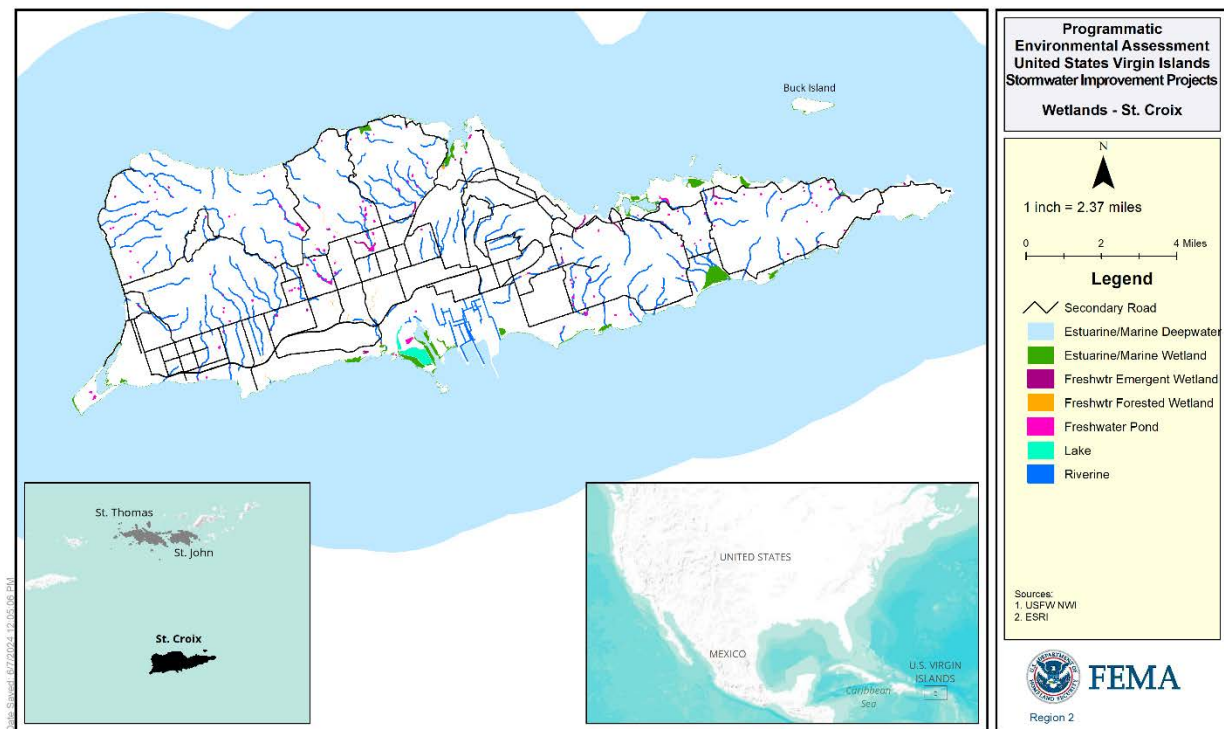 Programmatic
Environmental Assessment
United States Virgin Islands
Stormwater Improvement Projects
Wetlands - St. Croix
N
1 inch = 2.37 miles
0 2 4 Miles
Legend
Secondary Road
Estuarine/Marine Deepwater
Estuarine/Marine Wetland
Freshwtr Emergent Wetland
Freshwtr Forested Wetland
Freshwater Pond
Lake
Riverine
Sources:
1. USFW NWI
2. ESRI
FEMA
Region 2
Buck Island
St. Thomas
St. John
St. Croix
UNITED STATES
MEXICO
U.S. VIRGIN
ISLANDS
Caribbean
Sea
Date Saved: 6/7/2024 12:05:06 PM